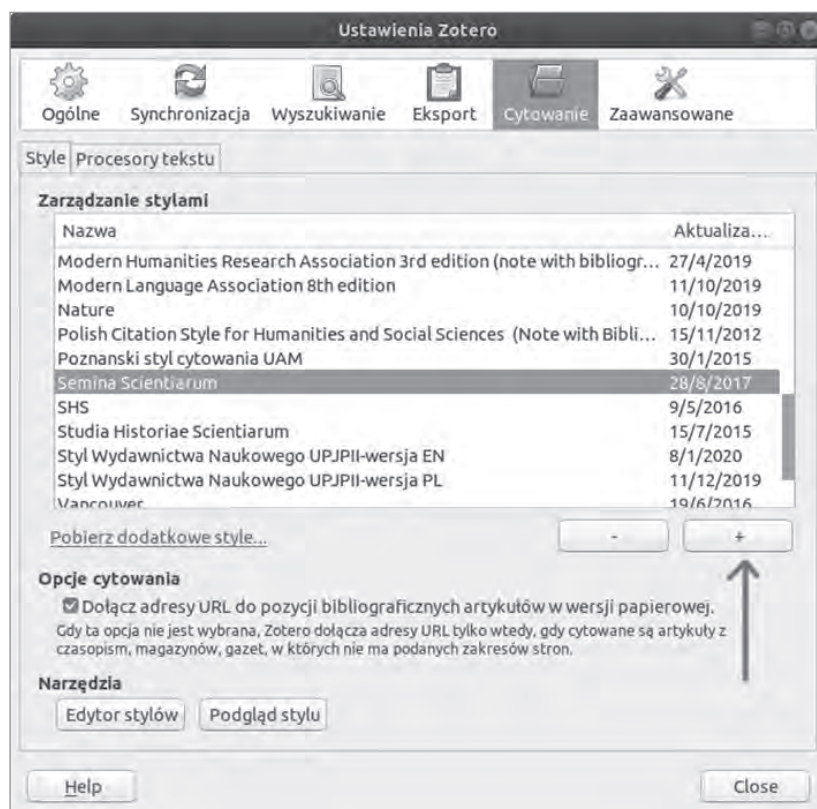 Ustawienia Zotero
Ogólne Synchronizacja Wyszukiwanie Eksport Cytowanie Zaawansowane
Style Procesory tekstu
Zarządzanie stylami
Nazwa Aktualiza...
Modern Humanities Research Association 3rd edition (note with bibliogr... 27/4/2019
Modern Language Association 8th edition 11/10/2019
Nature 10/10/2019
Polish Citation Style for Humanities and Social Sciences (Note with Bibli... 15/11/2012
Poznanski styl cytowania UAM 30/1/2015
Semina Scientiarum 28/8/2017
SHS 9/5/2016
Studia Historiae Scientiarum 15/7/2015
Styl Wydawnictwa Naukowego UPJPII-wersja EN 8/1/2020
Styl Wydawnictwa Naukowego UPJPII-wersja PL 11/12/2019
Vancouver 19/6/2016
Pobierz dodatkowe style... - +
Opcje cytowania
Dołącz adresy URL do pozycji bibliograficznych artykułów w wersji papierowej.
Gdy ta opcja nie jest wybrana, Zotero dołącza adresy URL tylko wtedy, gdy cytowane są artykuły z
czasopism, magazynów, gazet, w których nie ma podanych zakresów stron.
Narzędzia
Edytor stylów Podgląd stylu
Help Close